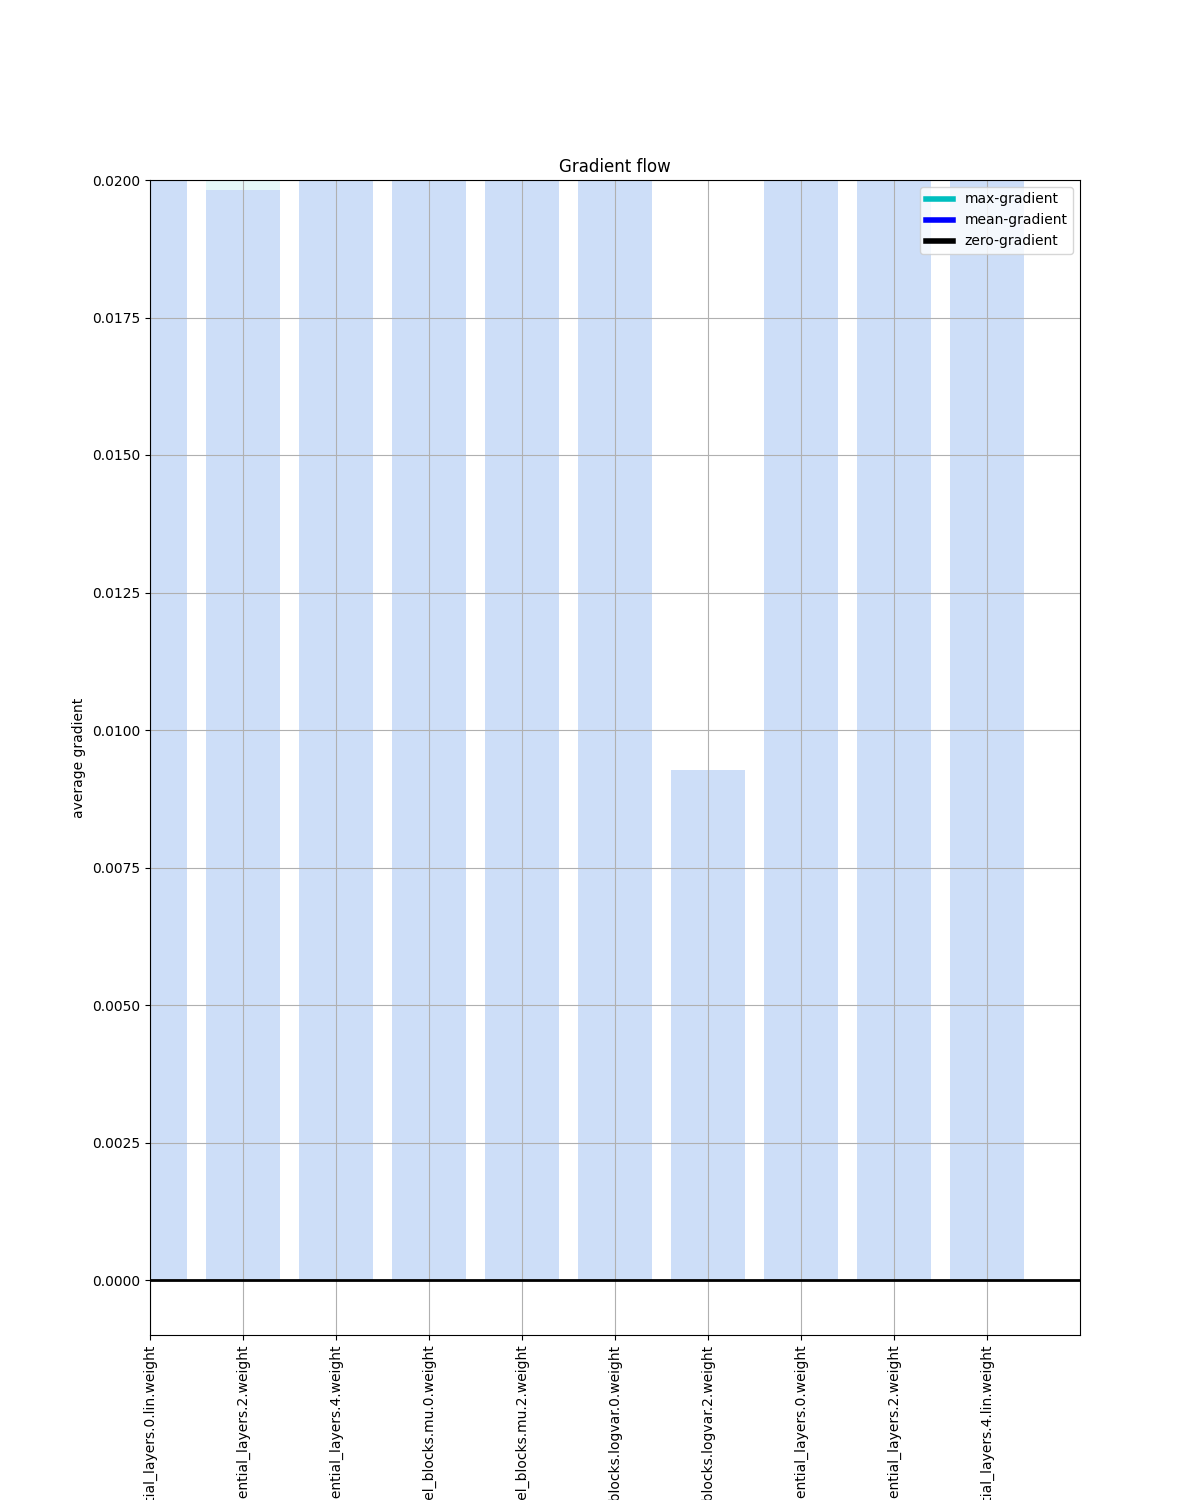 Gradient flow
max-gradient
mean-gradient
zero-gradient
average gradient
0.0200
0.0175
0.0150
0.0125
0.0100
0.0075
0.0050
0.0025
0.0000
tial_layers.0.lin.weight
ential_layers.2.weight
ential_layers.4.weight
el_blocks.mu.0.weight
el_blocks.mu.2.weight
blocks.logvar.0.weight
blocks.logvar.2.weight
ential_layers.0.weight
ential_layers.2.weight
tial_layers.4.lin.weight